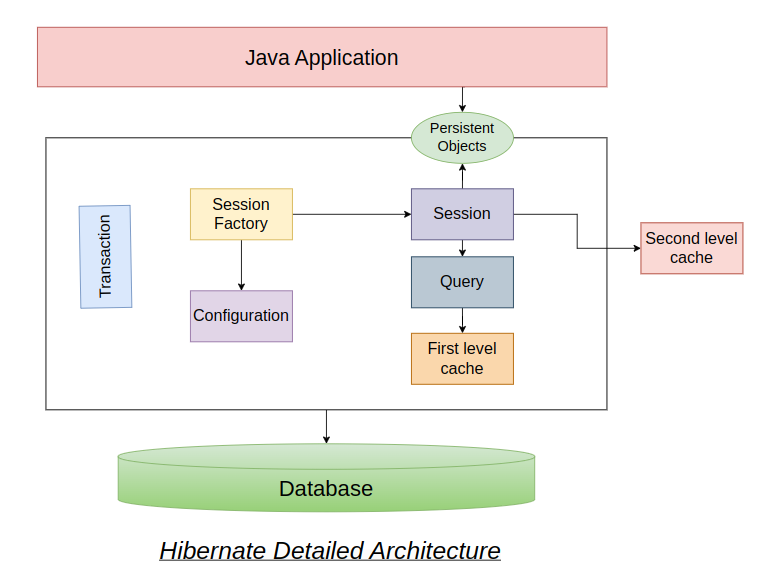 Java Application
Persistent
Objects
Session
Factory
Session
Transaction
Second level
cache
Query
Configuration
First level
cache
Database
Hibernate Detailed Architecture